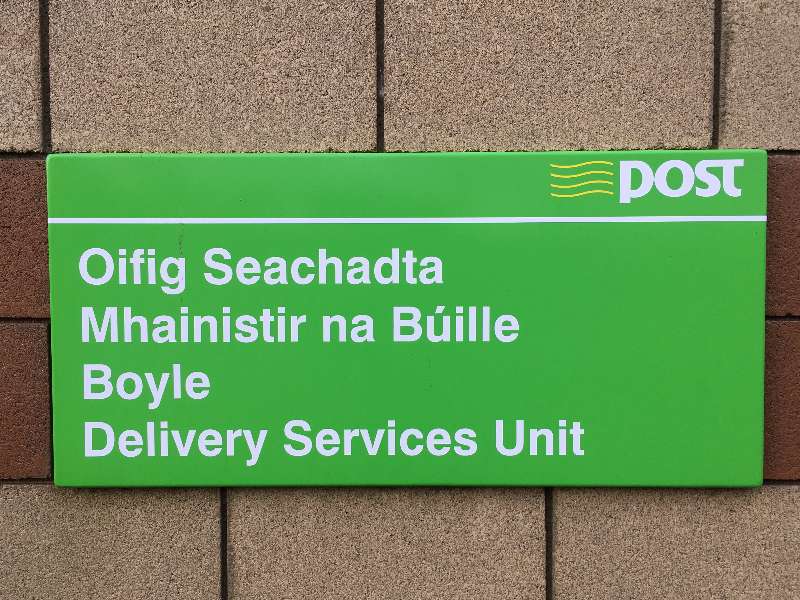 post
Oifig Seachadta
Mhainistir na Búille
Boyle
Delivery Services Unit